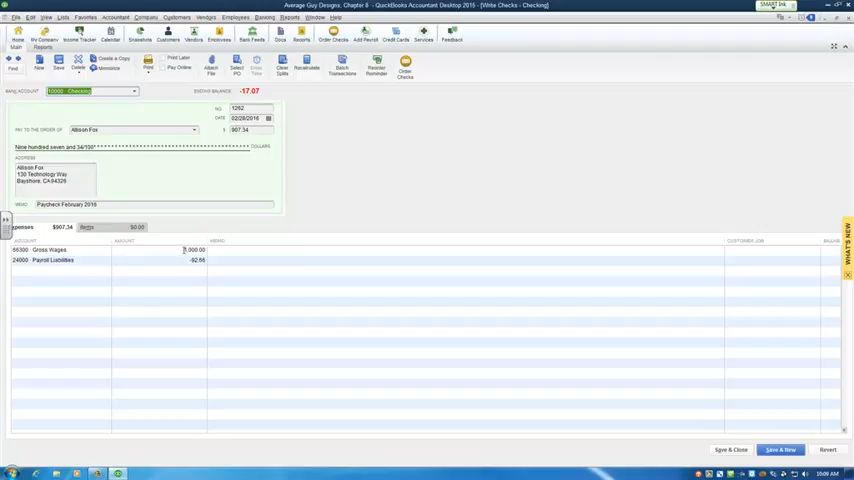 Average Guy Designs, Chapter 8 - QuickBooks Accountant Desktop 2015 - [Write Checks - Checking]
SMART Ink
File Edit View Lists Favorites Accountant Company Customers Vendors Employees Banking Reports Window Help
Home My Company Income Tracker Calendar Snapshots Customers Vendors Employees Bank Feeds Docs Reports Order Checks Add Payroll Credit Cards Services Feedback
Main Reports
Find New Save Delete Create a Copy Memorize Print Print Later Pay Online Attach File Select PO Enter Time Clear Splits Recalculate Batch Transactions Reorder Reminder Order Checks
BANK ACCOUNT 10000 · Checking ENDING BALANCE -17.07
NO. 1262
DATE 02/28/2016
PAY TO THE ORDER OF Allison Fox $ 907.34
Nine hundred seven and 34/100 DOLLARS
ADDRESS
Allison Fox
130 Technology Way
Bayshore, CA 94326
MEMO Paycheck February 2016
penses $907.34 Items $0.00
ACCOUNT AMOUNT MEMO CUSTOMER:JOB BILLAB
66300 · Gross Wages 1,000.00
24000 · Payroll Liabilities -92.66
WHAT'S NEW
Save & Close Save & New Revert
10:09 AM